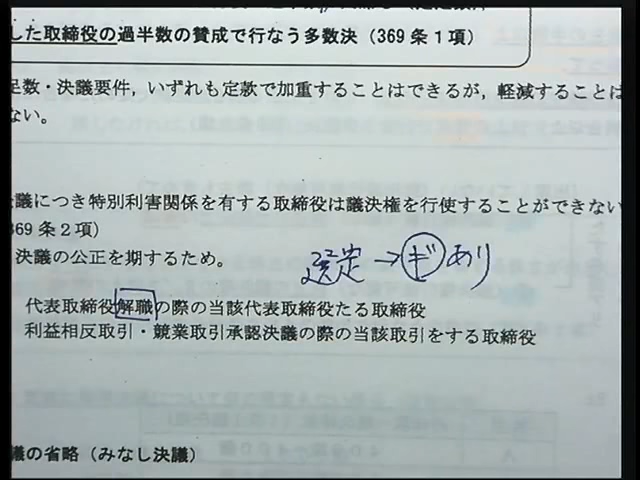 した取締役の過半数の賛成で行なう多数決（369条1項）
足数・決議要件，いずれも定款で加重することはできるが，軽減することは
ない。
議につき特別利害関係を有する取締役は議決権を行使することができない
369条2項）
決議の公正を期するため。
選定→ギあり
代表取締役解職の際の当該代表取締役たる取締役
利益相反取引・競業取引承認決議の際の当該取引をする取締役
議の省略（みなし決議）